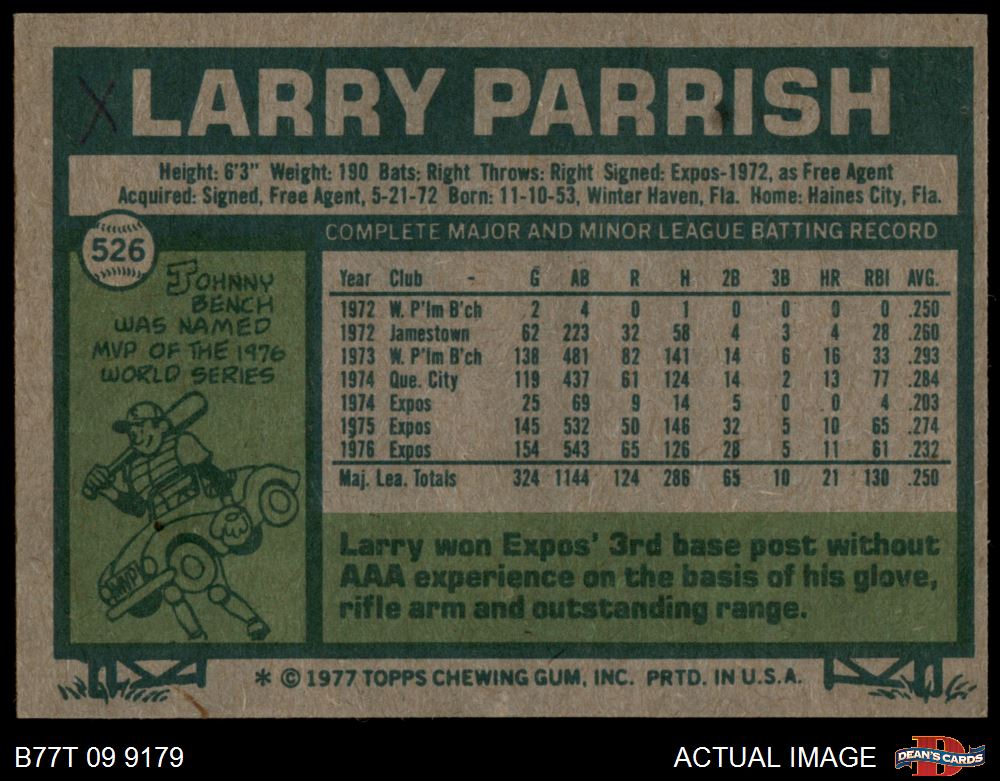 X LARRY PARRISH
Height: 6'3" Weight: 190 Bats: Right Throws: Right Signed: Expos-1972, as Free Agent
Acquired: Signed, Free Agent, 5-21-72 Born: 11-10-53, Winter Haven, Fla. Home: Haines City, Fla.
526
JOHNNY
BENCH
WAS NAMED
MVP OF THE 1976
WORLD SERIES
MVP
COMPLETE MAJOR AND MINOR LEAGUE BATTING RECORD
Year Club - G AB R H 2B 3B HR RBI AVG.
1972 W. P'lm B'ch 2 4 0 1 0 0 0 0 .250
1972 Jamestown 62 223 32 58 4 3 4 28 .260
1973 W. P'lm B'ch 138 481 82 141 14 6 16 33 .293
1974 Que. City 119 437 61 124 14 2 13 77 .284
1974 Expos 25 69 9 14 5 0 0 4 .203
1975 Expos 145 532 50 146 32 5 10 65 .274
1976 Expos 154 543 65 126 28 5 11 61 .232
Maj. Lea. Totals 324 1144 124 286 65 10 21 130 .250
Larry won Expos' 3rd base post without
AAA experience on the basis of his glove,
rifle arm and outstanding range.
* © 1977 TOPPS CHEWING GUM, INC. PRTD. IN U.S.A.
B77T 09 9179
ACTUAL IMAGE
D
DEAN'S CARDS